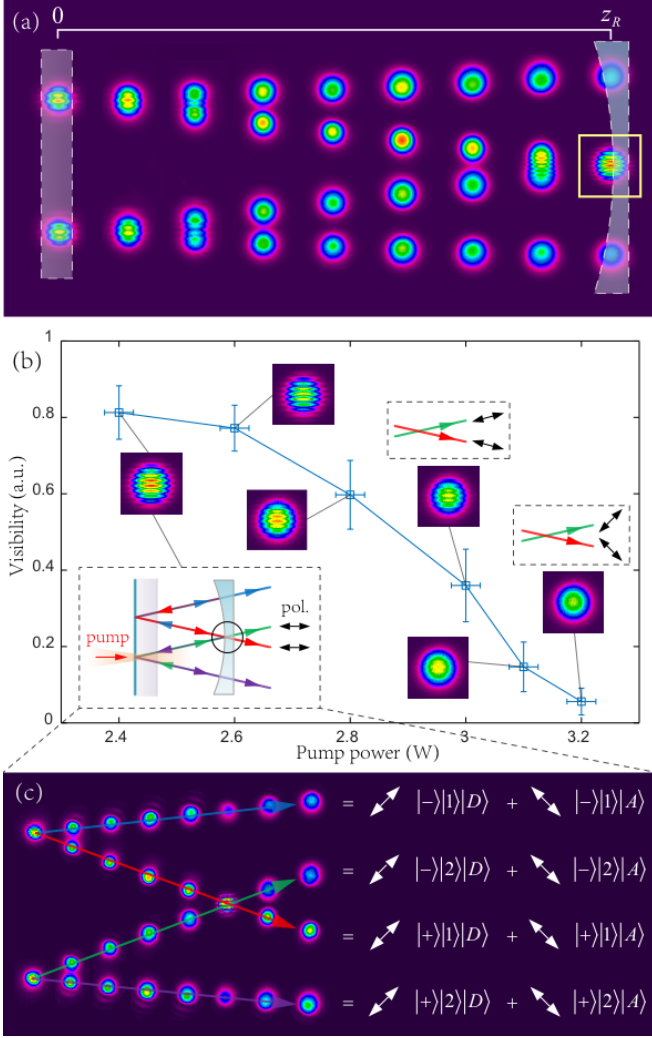 (a)
0
z_R
(b)
1
0.8
0.6
0.4
0.2
0
Visibility (a.u.)
pump
pol.
2.4 2.6 2.8 3 3.2
Pump power (W)
(c)
= |−⟩|1⟩|D⟩ + |−⟩|1⟩|A⟩
= |−⟩|2⟩|D⟩ + |−⟩|2⟩|A⟩
= |+⟩|1⟩|D⟩ + |+⟩|1⟩|A⟩
= |+⟩|2⟩|D⟩ + |+⟩|2⟩|A⟩